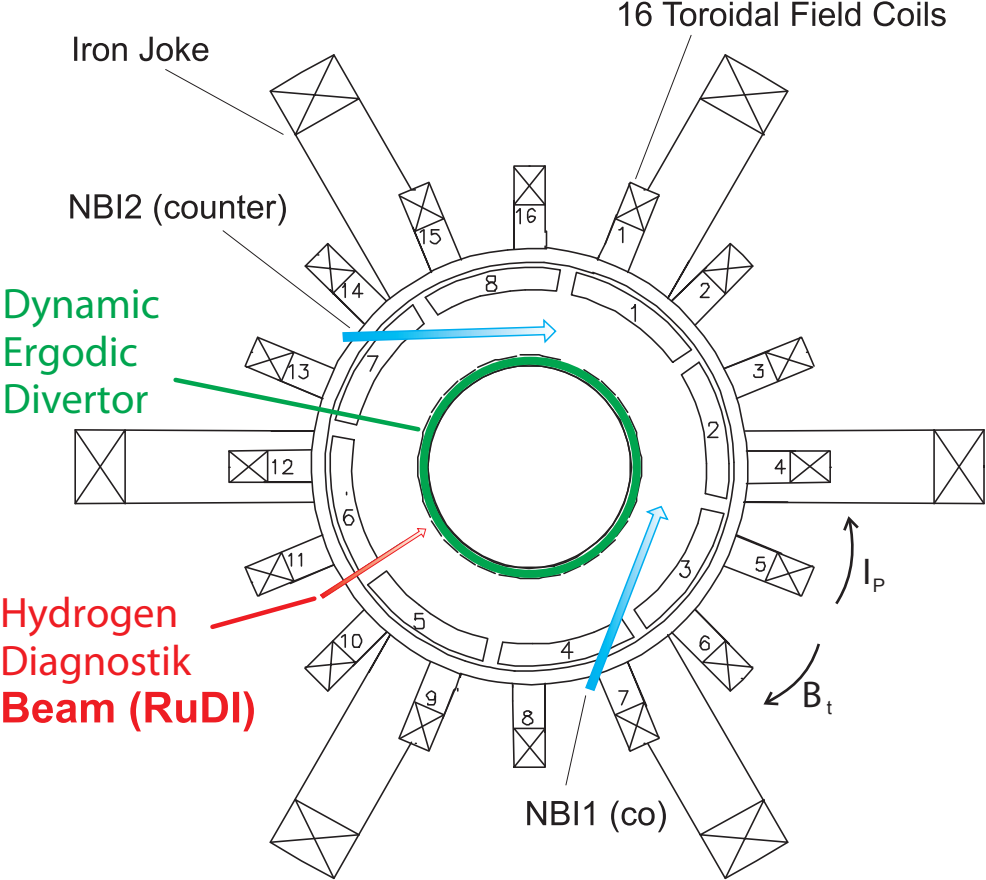 16 Toroidal Field Coils
Iron Joke
NBI2 (counter)
Dynamic
Ergodic
Divertor
Hydrogen
Diagnostik
Beam (RuDI)
NBI1 (co)
IP
Bt
1
2
3
4
5
6
7
8
9
10
11
12
13
14
15
16
1
2
3
4
5
6
7
8